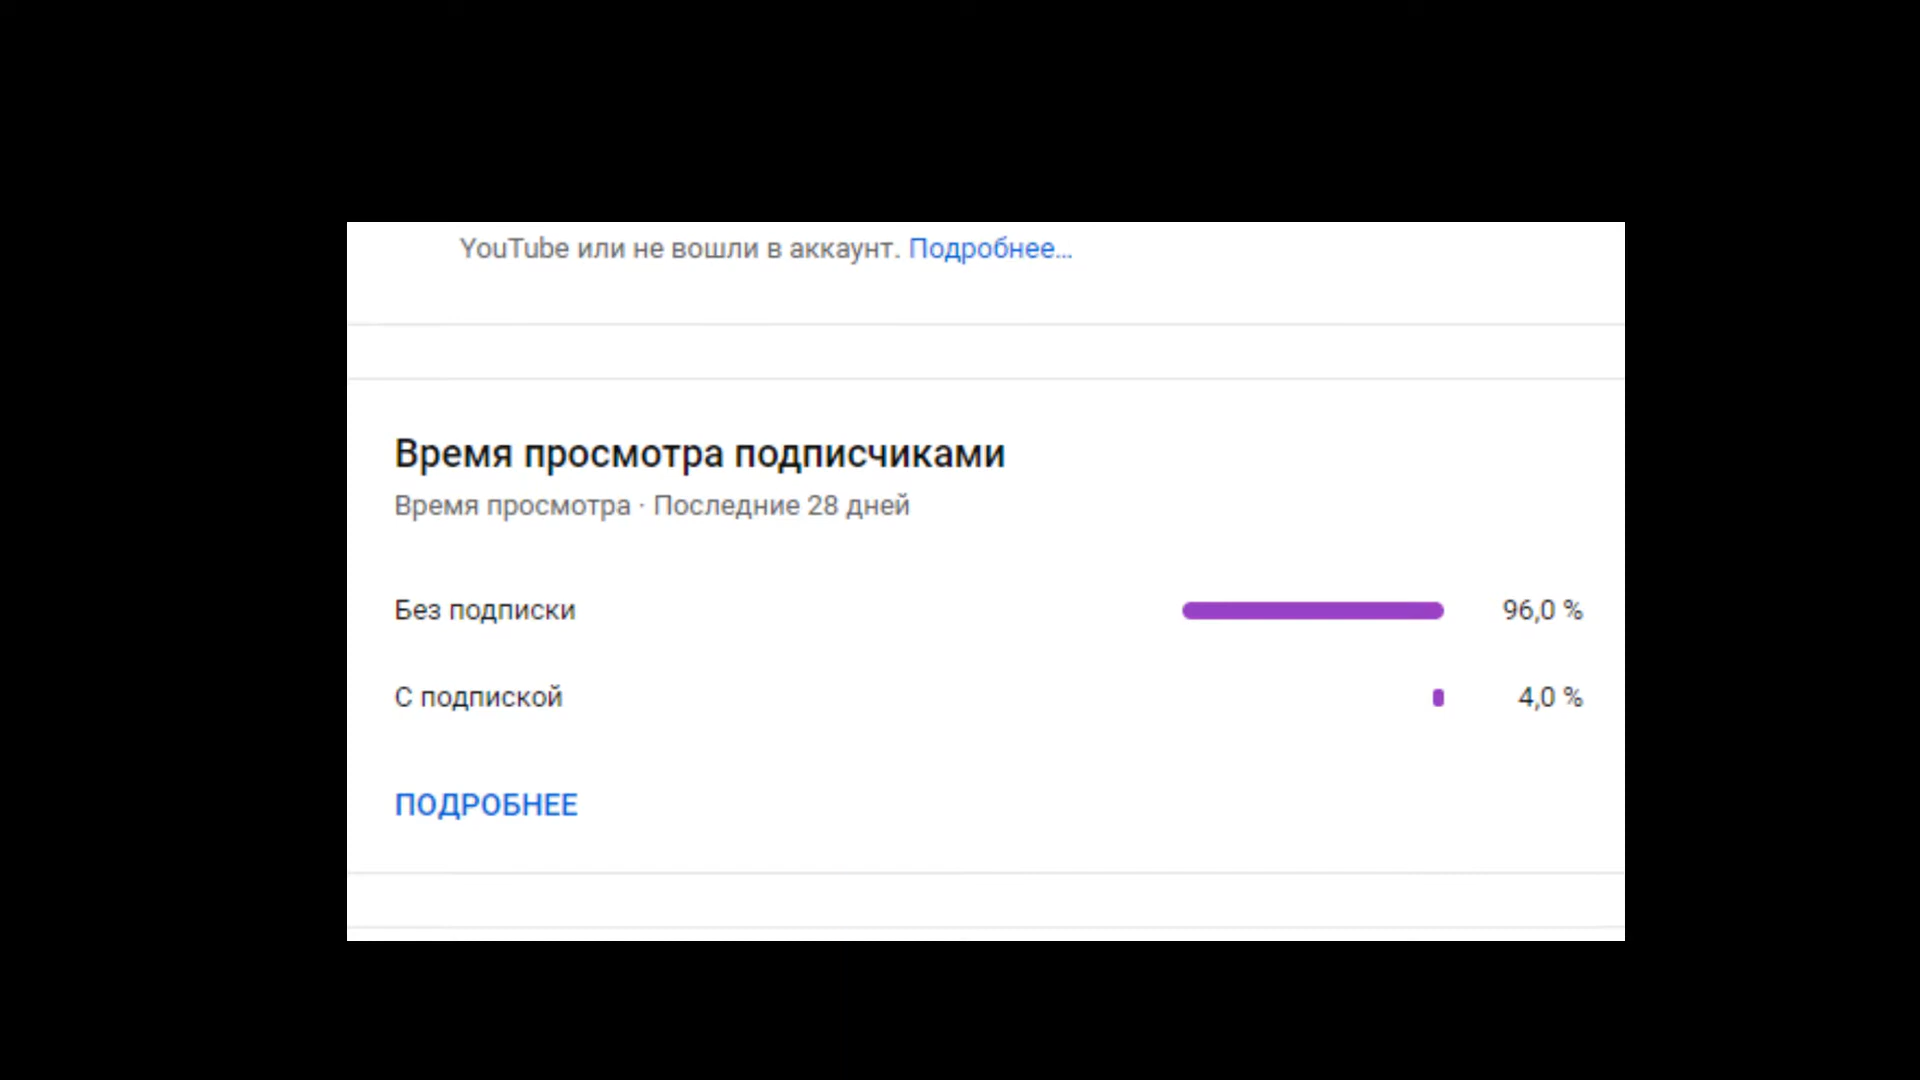 YouTube или не вошли в аккаунт. Подробнее…
Время просмотра подписчиками
Время просмотра · Последние 28 дней
Без подписки 96,0 %
С подпиской 4,0 %
ПОДРОБНЕЕ